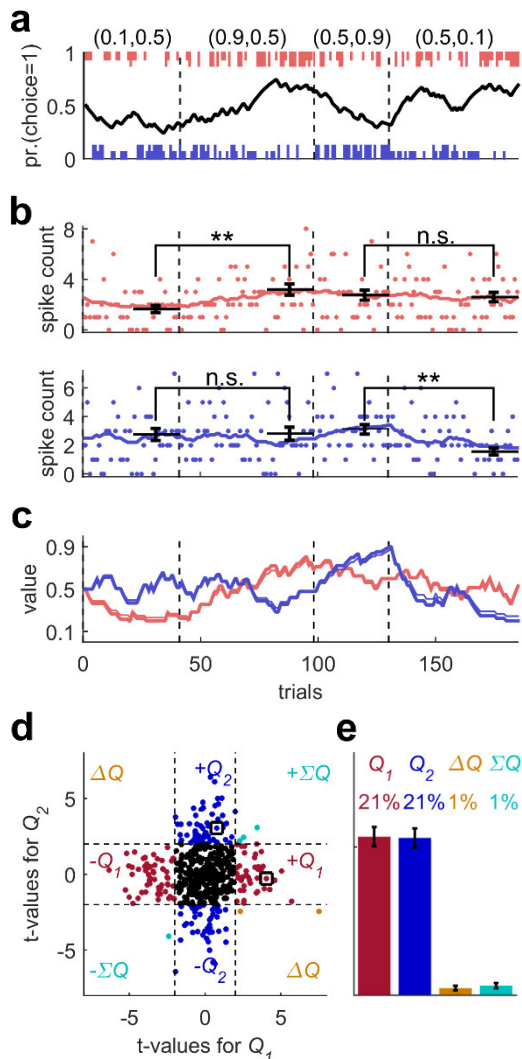 a
(0.1,0.5) (0.9,0.5) (0.5,0.9) (0.5,0.1)
1
0.5
0
pr.(choice=1)
b
8
4
0
spike count
**
n.s.
6
4
2
0
spike count
n.s.
**
c
0.9
0.5
0.1
value
0 50 100 150
trials
d
ΔQ +Q2 +ΣQ
5
-Q1 +Q1
0
-5
-ΣQ -Q2 ΔQ
t-values for Q2
-5 0 5
t-values for Q1
e
Q1 Q2 ΔQ ΣQ
21% 21% 1% 1%